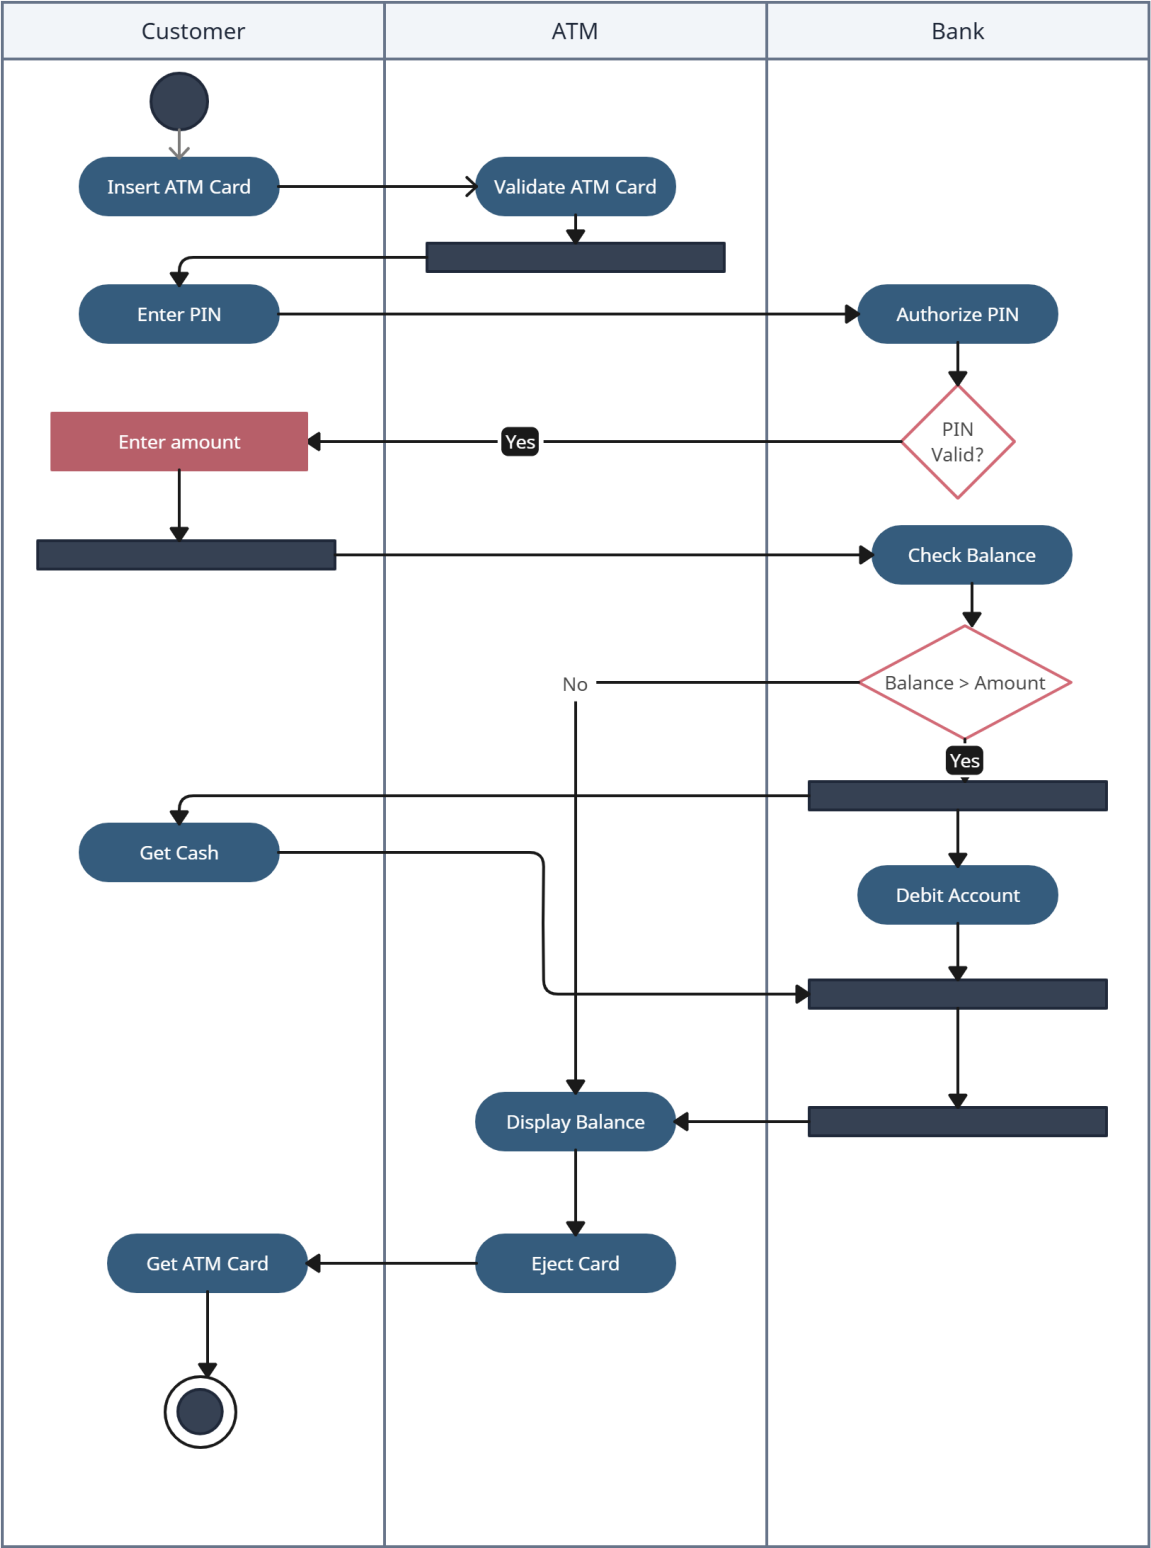 Customer
ATM
Bank
Insert ATM Card
Validate ATM Card
Enter PIN
Authorize PIN
Enter amount
Yes
PIN
Valid?
Check Balance
No
Balance > Amount
Yes
Get Cash
Debit Account
Display Balance
Get ATM Card
Eject Card